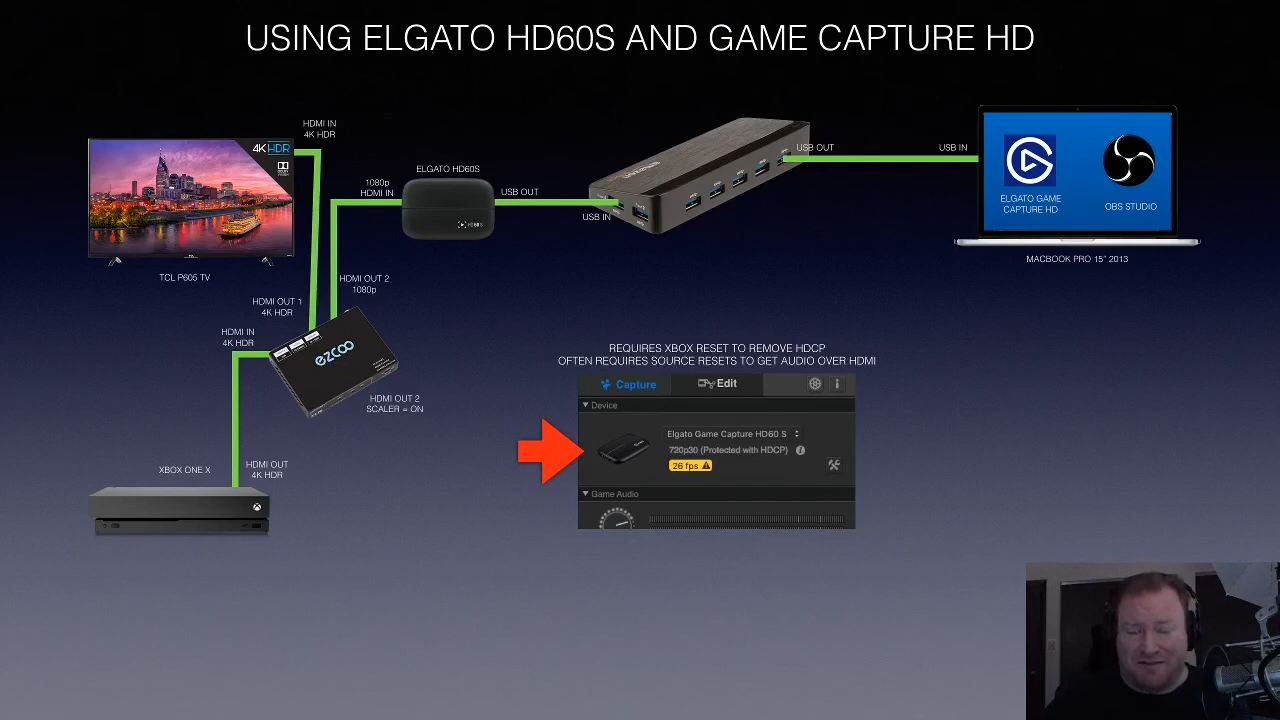 USING ELGATO HD60S AND GAME CAPTURE HD
HDMI IN
4K HDR
4K HDR
ELGATO HD60S
1080p
HDMI IN
USB OUT
USB IN
HD60S
USB OUT
USB IN
ELGATO GAME
CAPTURE HD
OBS STUDIO
MACBOOK PRO 15" 2013
TCL P605 TV
HDMI OUT 2
1080p
HDMI OUT 1
4K HDR
HDMI IN
4K HDR
ezcoo
HDMI OUT 2
SCALER = ON
XBOX ONE X
HDMI OUT
4K HDR
REQUIRES XBOX RESET TO REMOVE HDCP
OFTEN REQUIRES SOURCE RESETS TO GET AUDIO OVER HDMI
Capture
Edit
Device
Elgato Game Capture HD60 S
720p30 (Protected with HDCP)
26 fps
Game Audio